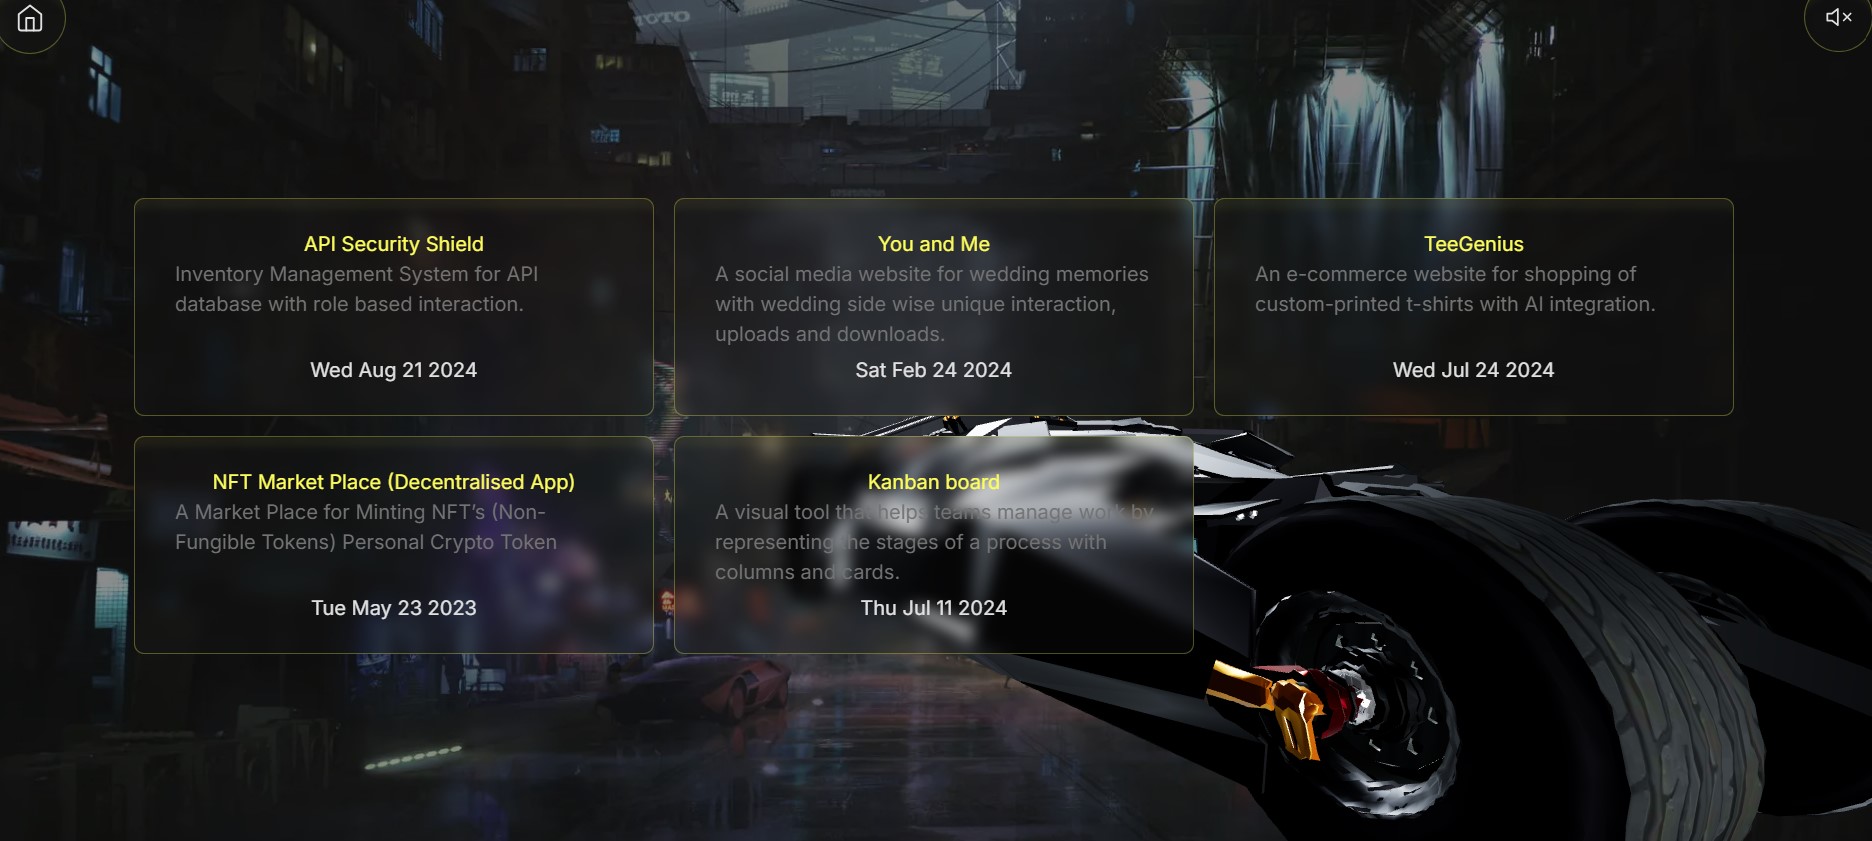 API Security Shield
Inventory Management System for API
database with role based interaction.
Wed Aug 21 2024
You and Me
A social media website for wedding memories
with wedding side wise unique interaction,
uploads and downloads.
Sat Feb 24 2024
TeeGenius
An e-commerce website for shopping of
custom-printed t-shirts with AI integration.
Wed Jul 24 2024
NFT Market Place (Decentralised App)
A Market Place for Minting NFT’s (Non-
Fungible Tokens) Personal Crypto Token
Tue May 23 2023
Kanban board
A visual tool that helps teams manage work by
representing the stages of a process with
columns and cards.
Thu Jul 11 2024